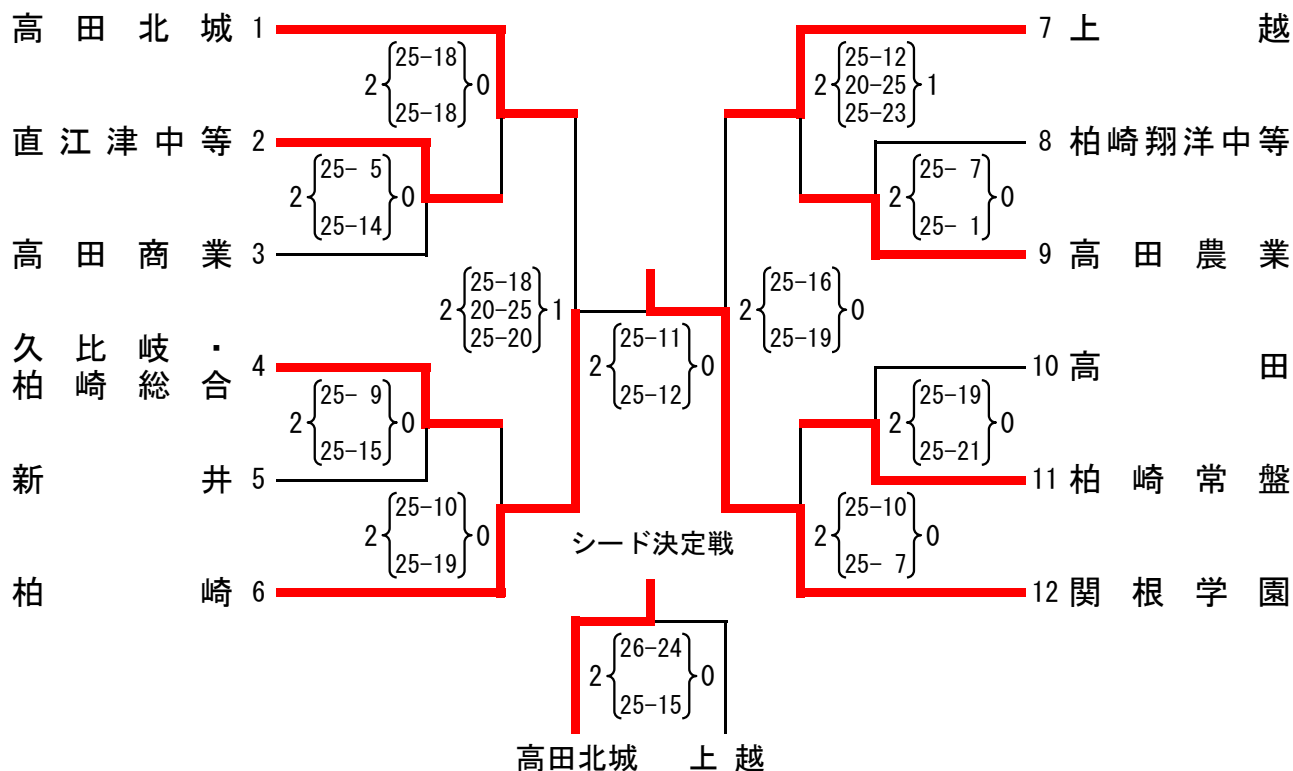 高田北城 1
2 25-18 0
25-18
直江津中等 2
2 25- 5 0
25-14
高田商業 3
2 25-18 1
20-25
25-20
久比岐・
柏崎総合 4
2 25- 9 0
25-15
新井 5
2 25-10 0
25-19
柏崎 6
7 上越
2 25-12 1
20-25
25-23
8 柏崎翔洋中等
2 25- 7 0
25- 1
9 高田農業
2 25-16 0
25-19
10 高田
2 25-19 0
25-21
11 柏崎常盤
2 25-10 0
25- 7
12 関根学園
2 25-11 0
25-12
シード決定戦
2 26-24 0
25-15
高田北城 上越